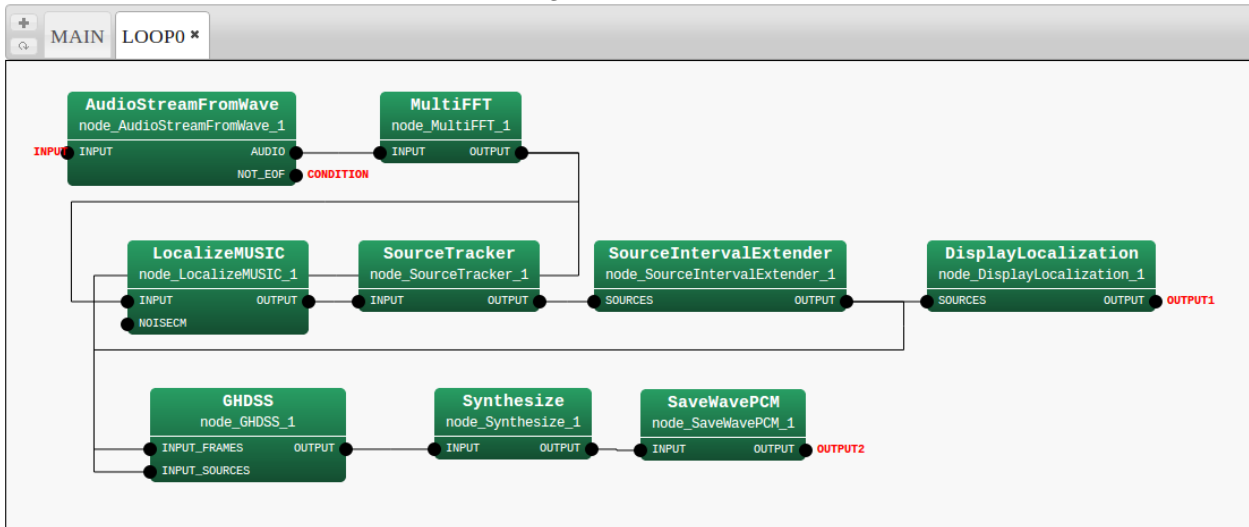 MAIN LOOP0 ✖
AudioStreamFromWave
node_AudioStreamFromWave_1
INPUT INPUT AUDIO
NOT_EOF CONDITION
MultiFFT
node_MultiFFT_1
INPUT OUTPUT
LocalizeMUSIC
node_LocalizeMUSIC_1
INPUT OUTPUT
NOISECM
SourceTracker
node_SourceTracker_1
INPUT OUTPUT
SourceIntervalExtender
node_SourceIntervalExtender_1
SOURCES OUTPUT
DisplayLocalization
node_DisplayLocalization_1
SOURCES OUTPUT OUTPUT1
GHDSS
node_GHDSS_1
INPUT_FRAMES OUTPUT
INPUT_SOURCES
Synthesize
node_Synthesize_1
INPUT OUTPUT
SaveWavePCM
node_SaveWavePCM_1
INPUT OUTPUT OUTPUT2